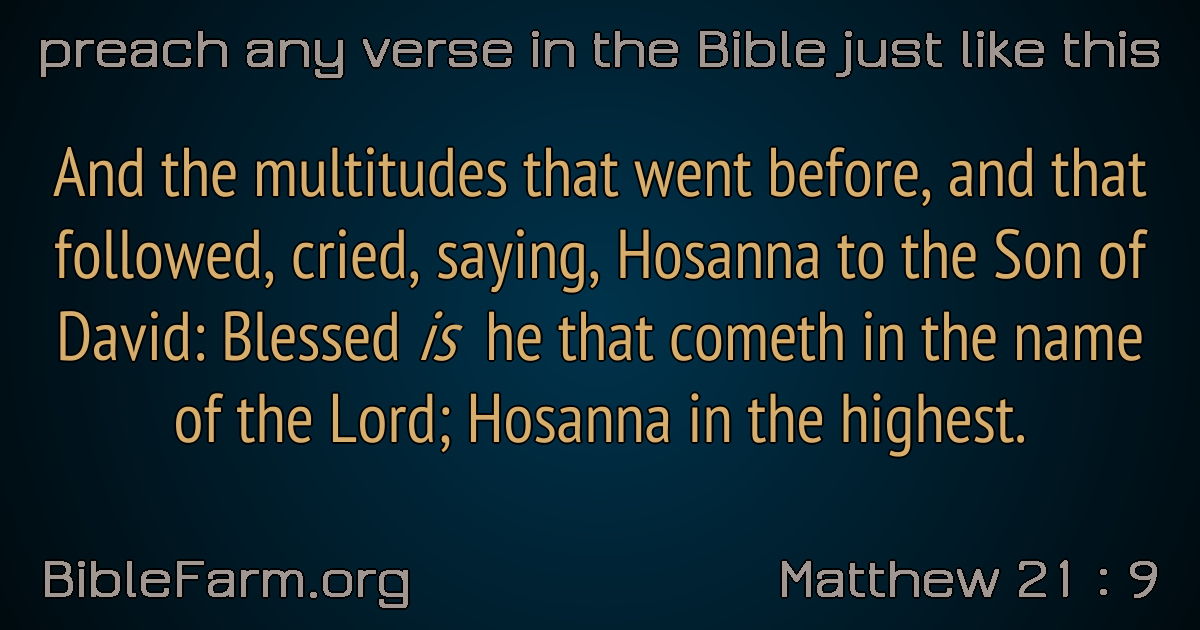 preach any verse in the Bible just like this
And the multitudes that went before, and that
followed, cried, saying, Hosanna to the Son of
David: Blessed is he that cometh in the name
of the Lord; Hosanna in the highest.
BibleFarm.org
Matthew 21 : 9